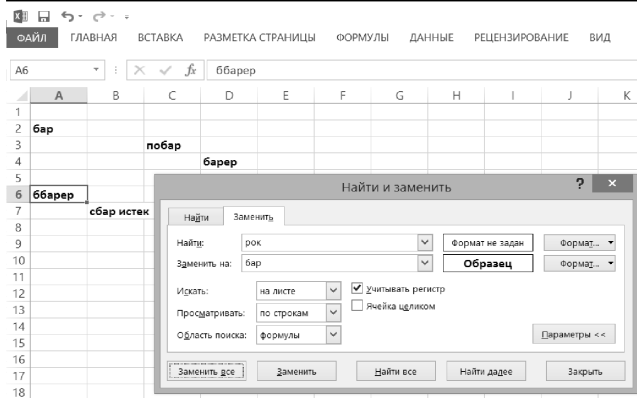 ФАЙЛ ГЛАВНАЯ ВСТАВКА РАЗМЕТКА СТРАНИЦЫ ФОРМУЛЫ ДАННЫЕ РЕЦЕНЗИРОВАНИЕ ВИД
A6 fx ббарер
A B C D E F G H I J K
1
2 бар
3 побар
4 барер
5
6 ббарер
7 сбар истек
8
9
10
11
12
13
14
15
16
17
18
Найти и заменить ? ×
Найти Заменить
Найти: рок Формат не задан Формат...
Заменить на: бар Образец Формат...
Искать: на листе Учитывать регистр
Просматривать: по строкам Ячейка целиком
Область поиска: формулы Параметры <<
Заменить все Заменить Найти все Найти далее Закрыть